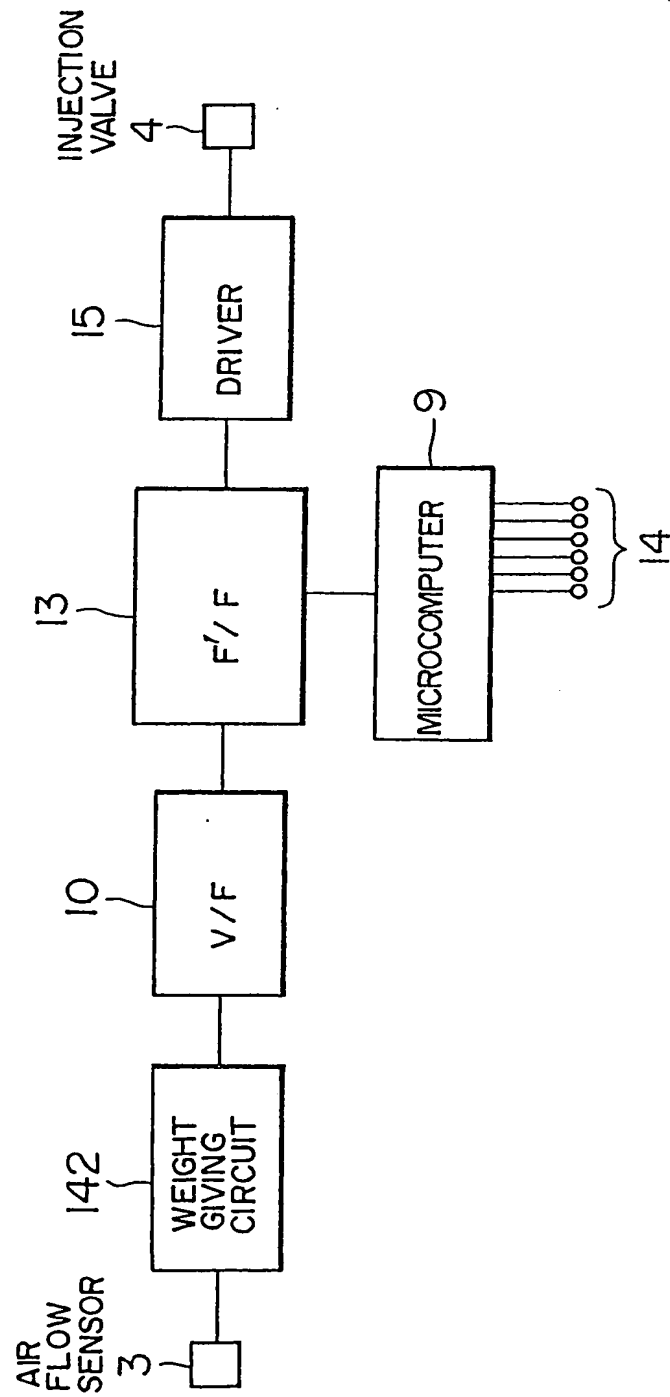 AIR
FLOW
SENSOR
3
142
WEIGHT
GIVING
CIRCUIT
10
V/F
13
F'/F
15
DRIVER
INJECTION
VALVE
4
MICROCOMPUTER
9
14